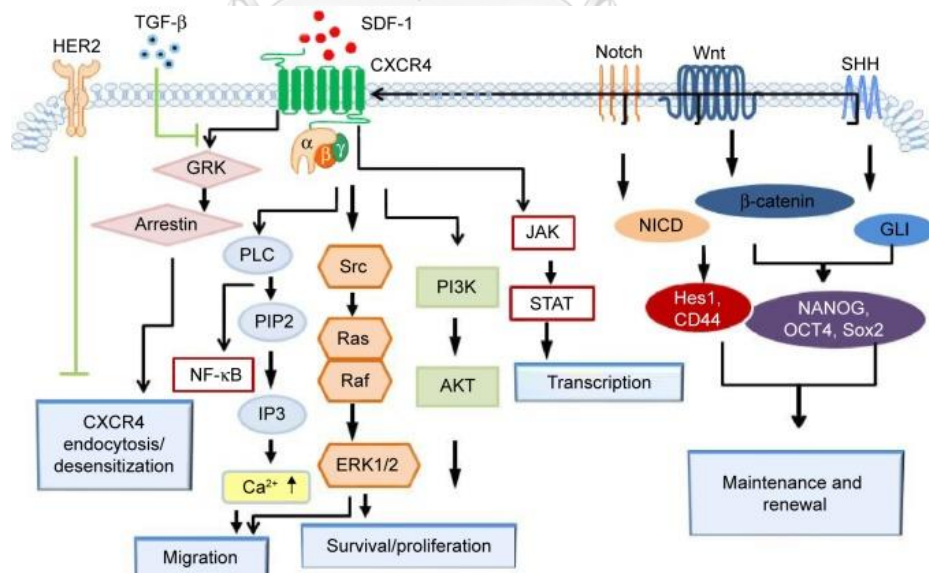 TGF-β
SDF-1
HER2
CXCR4
Notch
Wnt
SHH
α
β
γ
GRK
Arrestin
PLC
Src
JAK
NICD
β-catenin
GLI
PI3K
STAT
Hes1,
CD44
NANOG,
OCT4, Sox2
PIP2
Ras
NF-κB
Raf
AKT
Transcription
IP3
CXCR4
endocytosis/
desensitization
ERK1/2
Ca²⁺ ↑
Maintenance and
renewal
Migration
Survival/proliferation